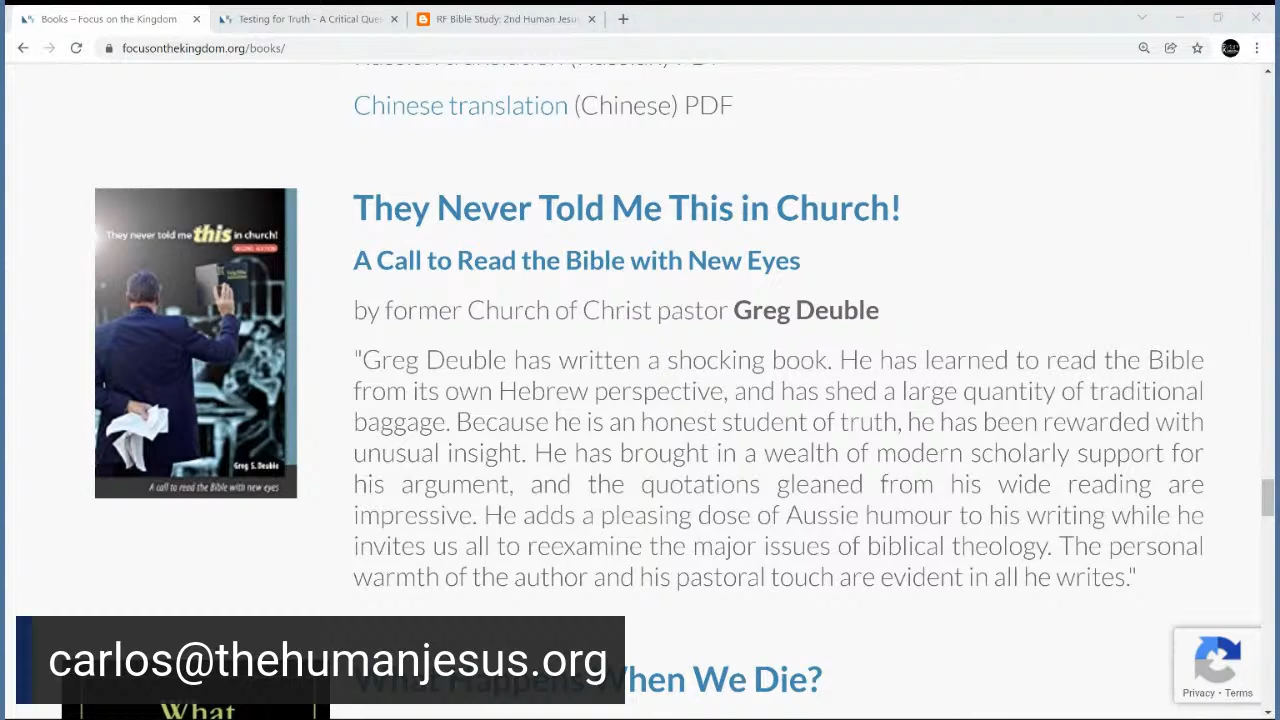 Books – Focus on the Kingdom
Testing for Truth - A Critical Ques
RF Bible Study: 2nd Human Jesu
focusonthekingdom.org/books/
Chinese translation (Chinese) PDF
They never told me this in church!
SECOND EDITION
Greg S. Deuble
A call to read the Bible with new eyes
They Never Told Me This in Church!
A Call to Read the Bible with New Eyes
by former Church of Christ pastor Greg Deuble
"Greg Deuble has written a shocking book. He has learned to read the Bible
from its own Hebrew perspective, and has shed a large quantity of traditional
baggage. Because he is an honest student of truth, he has been rewarded with
unusual insight. He has brought in a wealth of modern scholarly support for
his argument, and the quotations gleaned from his wide reading are
impressive. He adds a pleasing dose of Aussie humour to his writing while he
invites us all to reexamine the major issues of biblical theology. The personal
warmth of the author and his pastoral touch are evident in all he writes."
carlos@thehumanjesus.org
What Happens When We Die?
What
Privacy • Terms